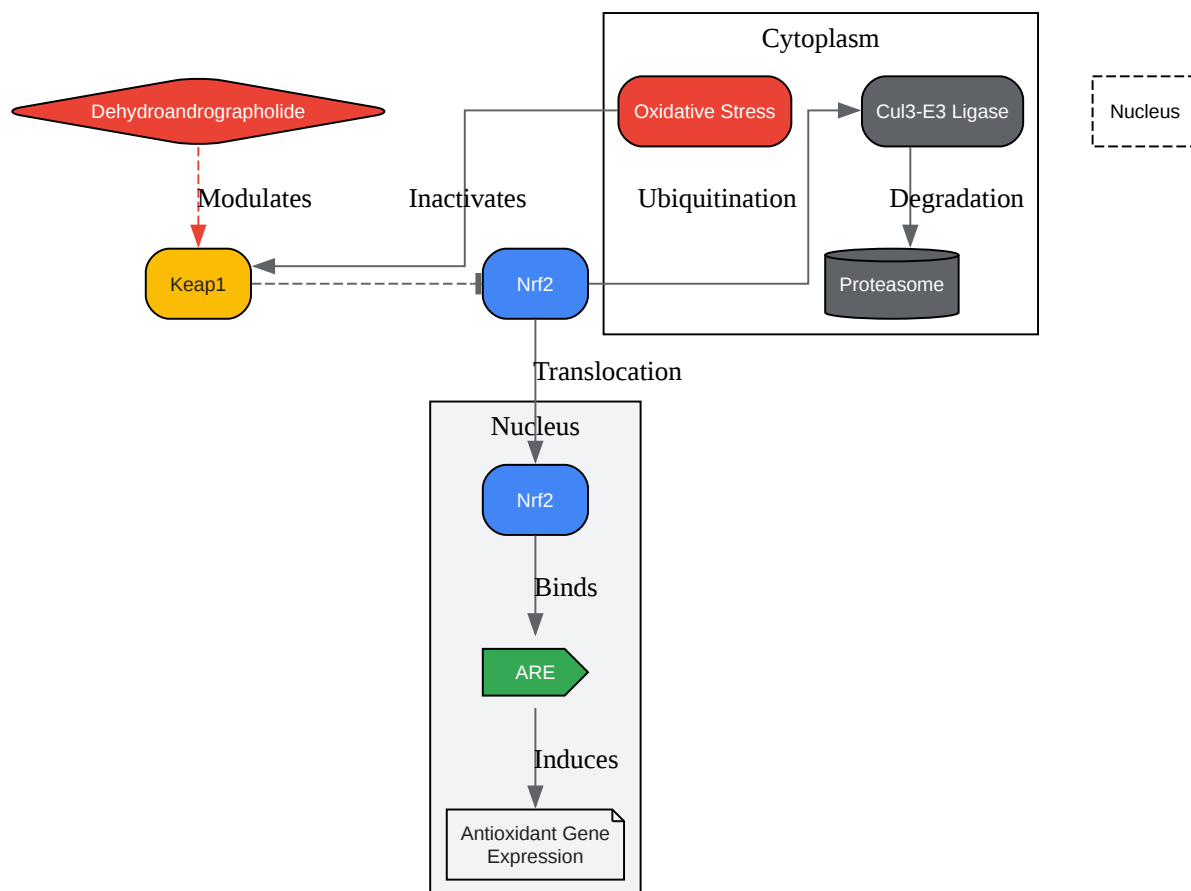 Cytoplasm
Dehydroandrographolide
Oxidative Stress
Cul3-E3 Ligase
Nucleus
Modulates
Inactivates
Ubiquitination
Degradation
Keap1
Nrf2
Proteasome
Translocation
Nucleus
Nrf2
Binds
ARE
Induces
Antioxidant Gene
Expression